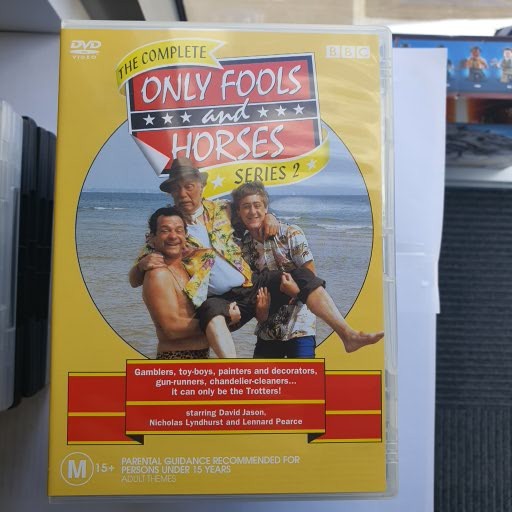 DVD
VIDEO
BBC
THE COMPLETE
ONLY FOOLS
and
HORSES
SERIES 2
Gamblers, toy-boys, painters and decorators,
gun-runners, chandelier-cleaners...
it can only be the Trotters!
starring David Jason,
Nicholas Lyndhurst and Lennard Pearce
M 15+
PARENTAL GUIDANCE RECOMMENDED FOR
PERSONS UNDER 15 YEARS
ADULT THEMES